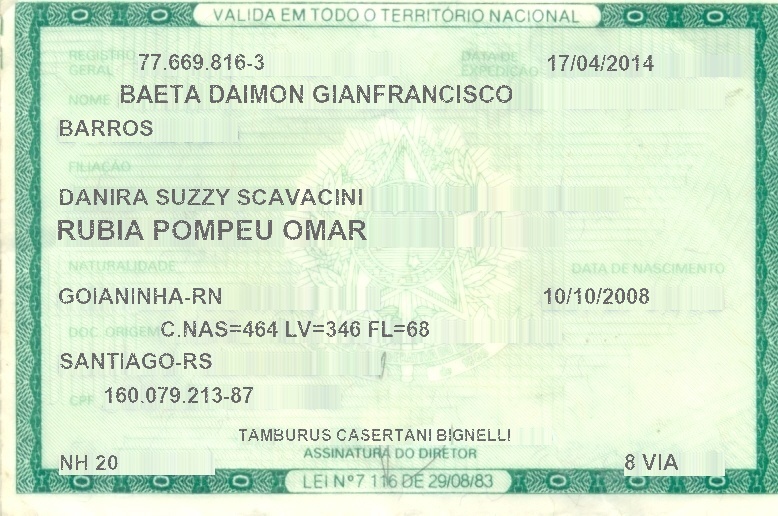 VALIDA EM TODO O TERRITÓRIO NACIONAL
REGISTRO GERAL 77.669.816-3 DATA DE EXPEDIÇÃO 17/04/2014
NOME BAETA DAIMON GIANFRANCISCO
BARROS
FILIAÇÃO
DANIRA SUZZY SCAVACINI
RUBIA POMPEU OMAR
NATURALIDADE DATA DE NASCIMENTO
GOIANINHA-RN 10/10/2008
DOC. ORIGEM C.NAS=464 LV=346 FL=68
SANTIAGO-RS
CPF 160.079.213-87
TAMBURUS CASERTANI BIGNELLI
ASSINATURA DO DIRETOR
NH 20 8 VIA
LEI Nº 7 116 DE 29/08/83